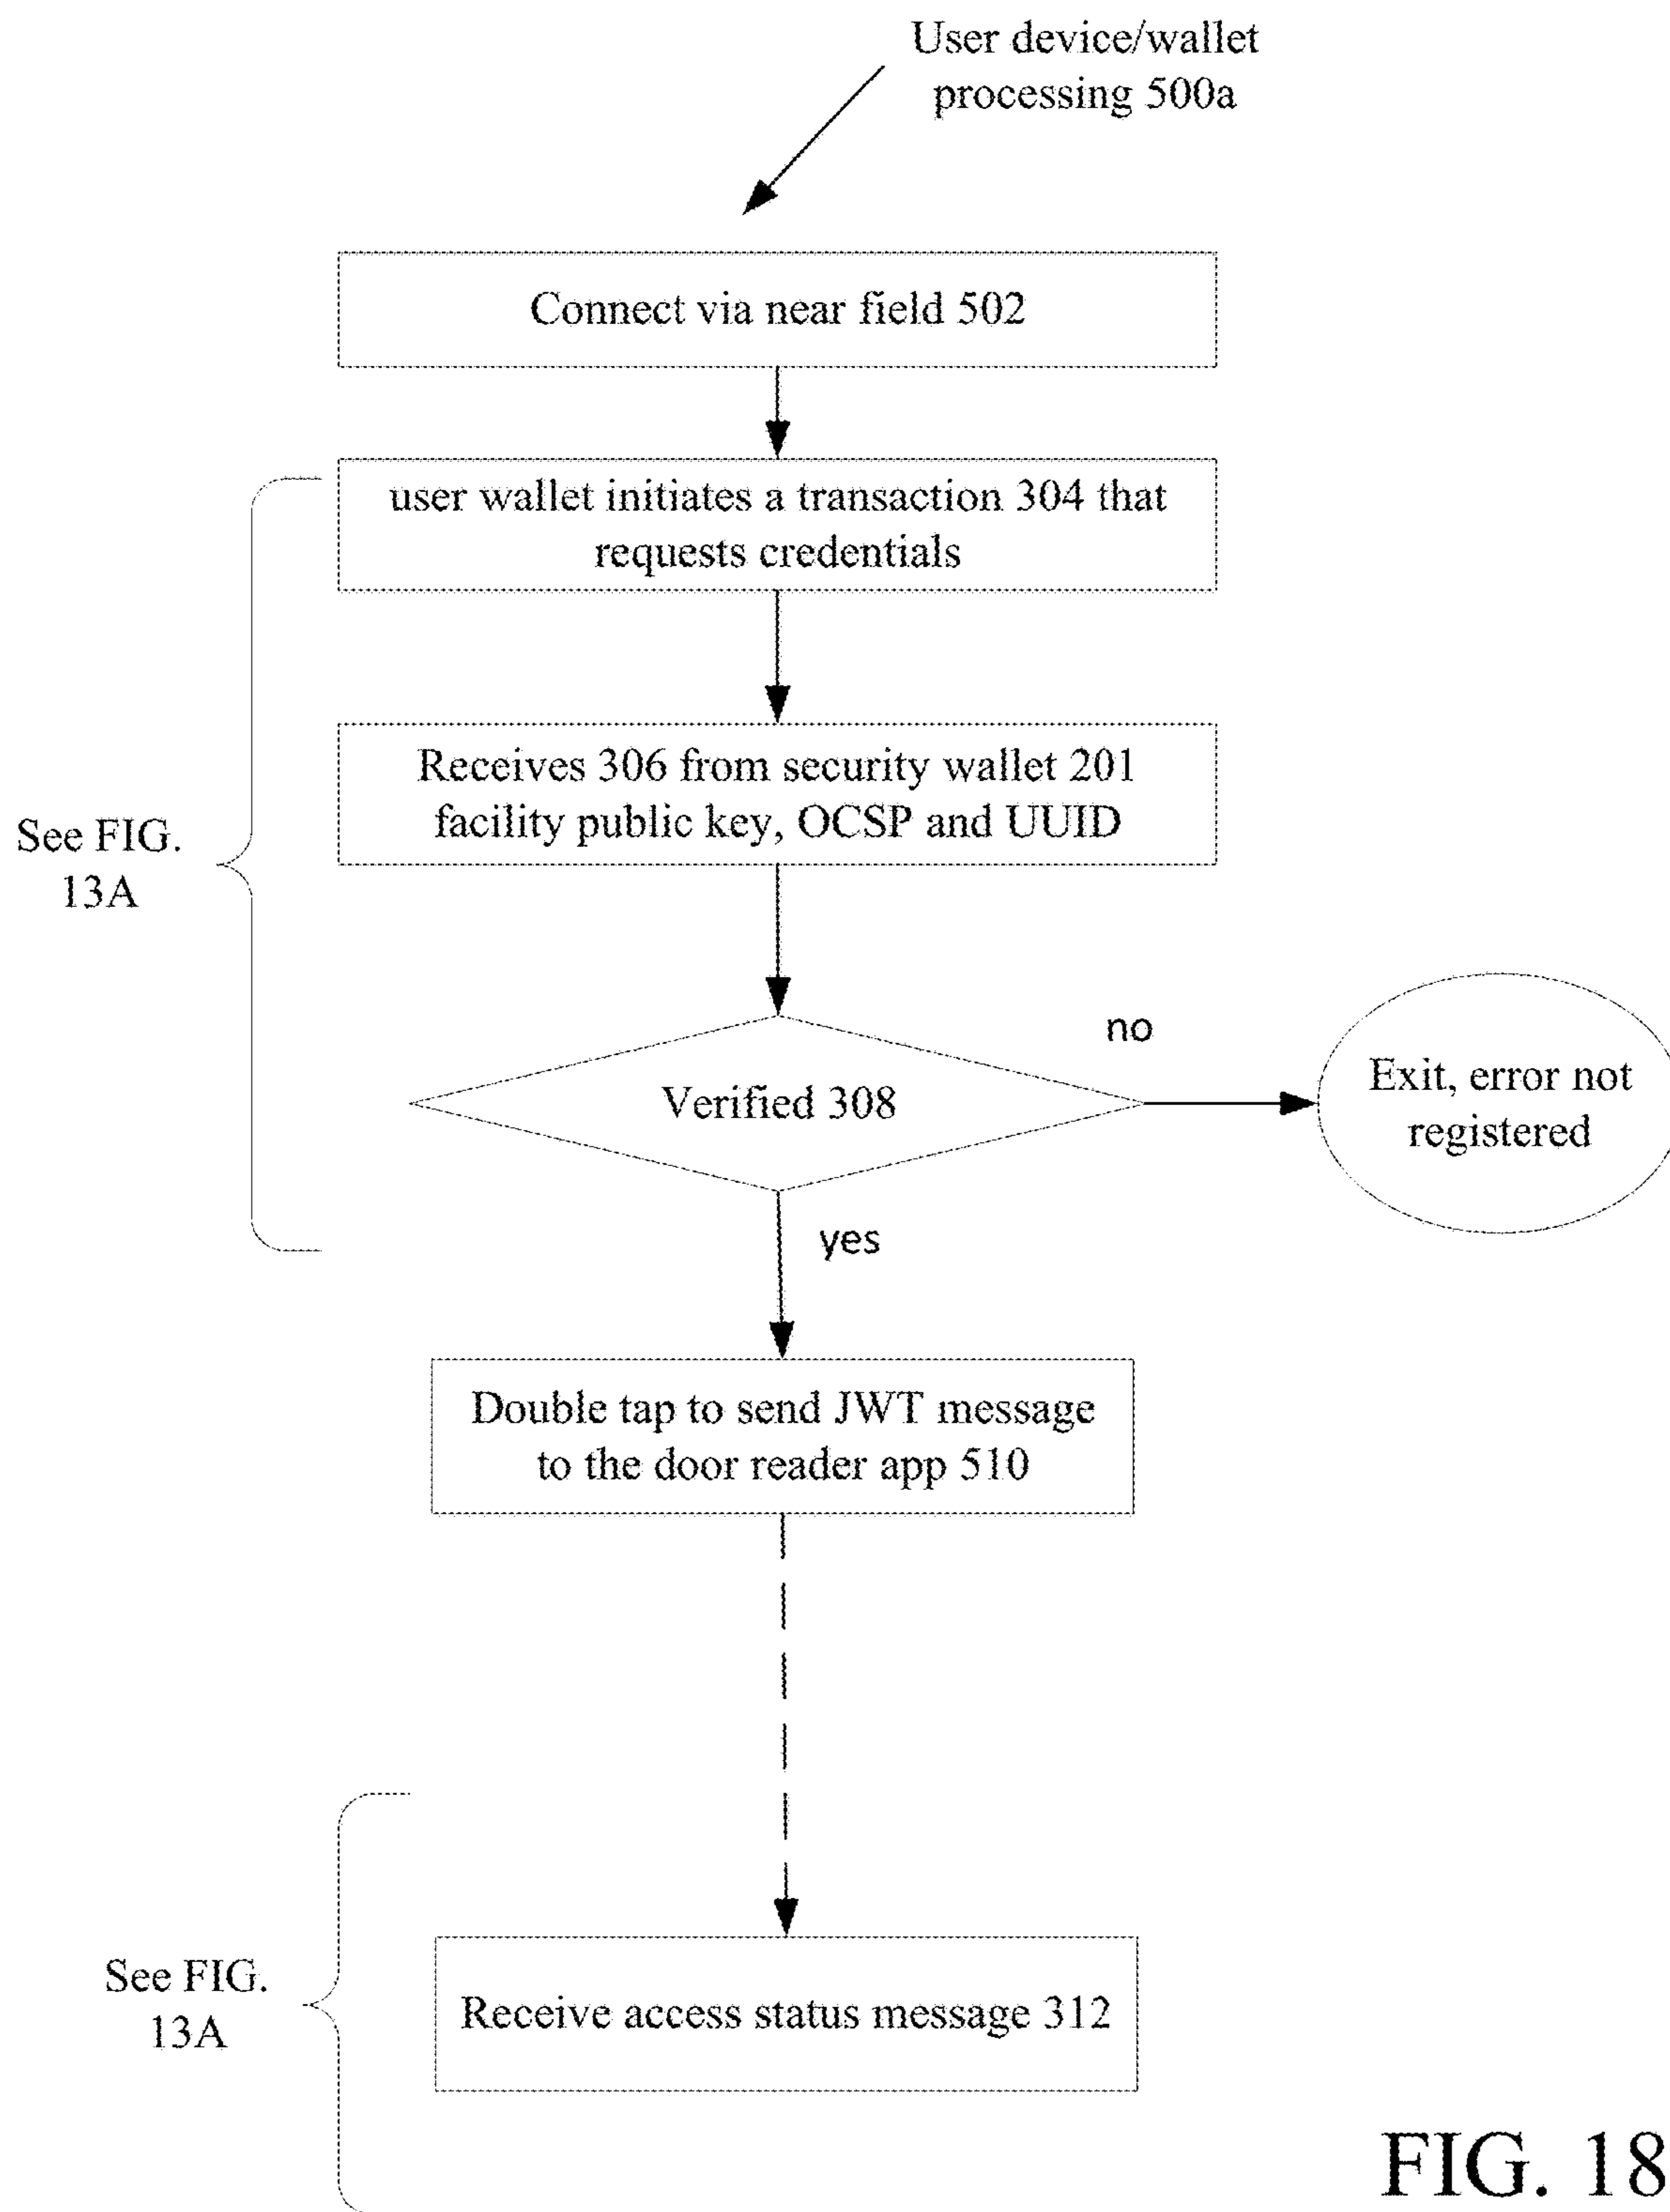 User device/wallet
processing 500a
Connect via near field 502
user wallet initiates a transaction 304 that
requests credentials
Receives 306 from security wallet 201
facility public key, OCSP and UUID
See FIG.
13A
no
Verified 308
Exit, error not
registered
yes
Double tap to send JWT message
to the door reader app 510
See FIG.
13A
Receive access status message 312
FIG. 18